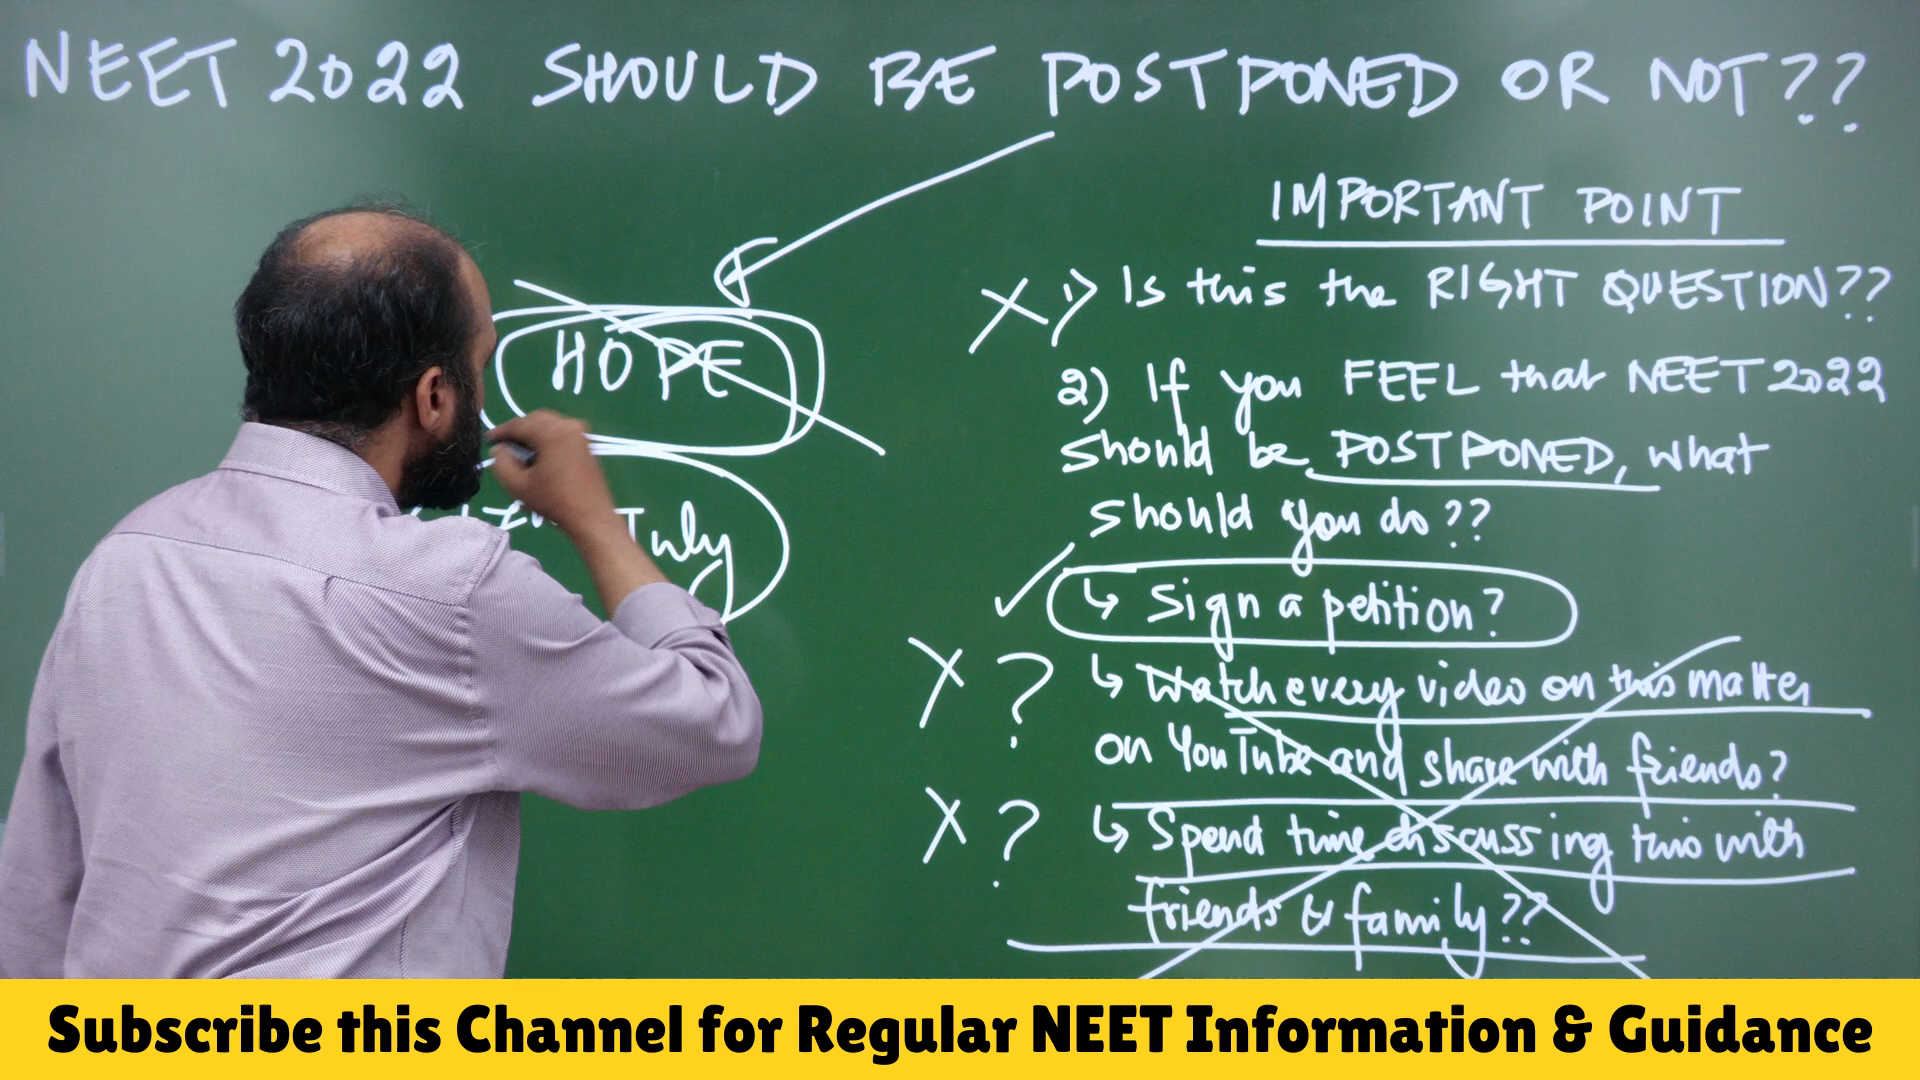 NEET 2022 SHOULD BE POSTPONED OR NOT??
IMPORTANT POINT
1) Is this the RIGHT QUESTION??
HOPE
2) If you FEEL that NEET 2022
should be POSTPONED, what
should you do??
July
↳ Sign a petition?
? ↳ Watch every video on this matter
on YouTube and share with friends?
? ↳ Spend time discussing this with
friends & family??
Subscribe this Channel for Regular NEET Information & Guidance